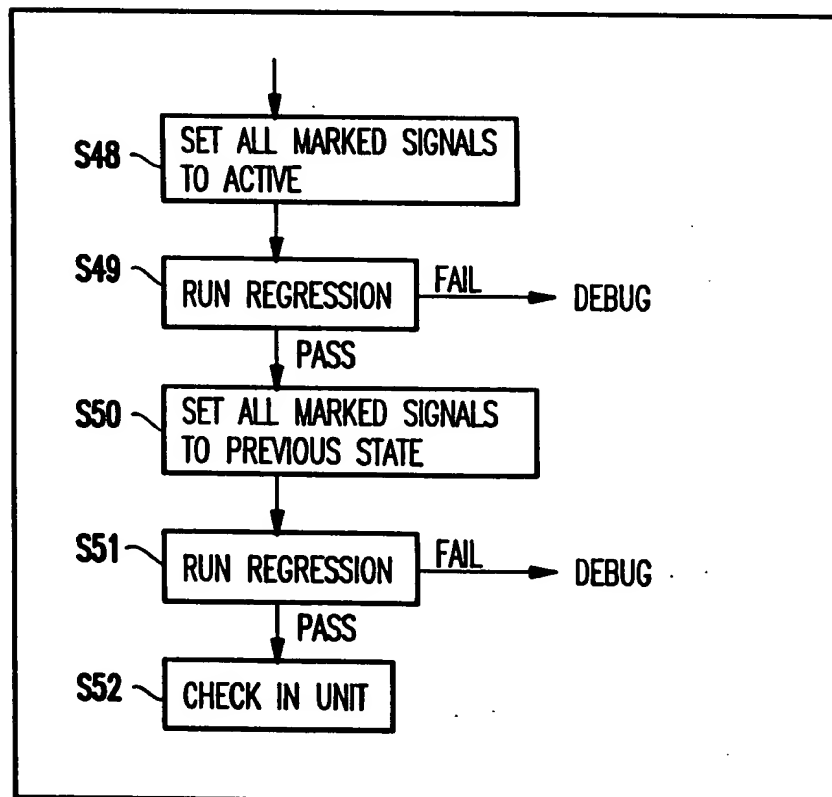 S48
SET ALL MARKED SIGNALS
TO ACTIVE
S49
RUN REGRESSION
FAIL
DEBUG
PASS
S50
SET ALL MARKED SIGNALS
TO PREVIOUS STATE
S51
RUN REGRESSION
FAIL
DEBUG
PASS
S52
CHECK IN UNIT